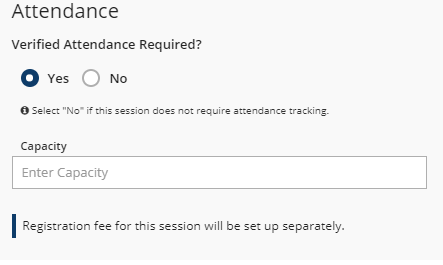 Attendance
Verified Attendance Required?
Yes No
Select "No" if this session does not require attendance tracking.
Capacity
Enter Capacity
Registration fee for this session will be set up separately.